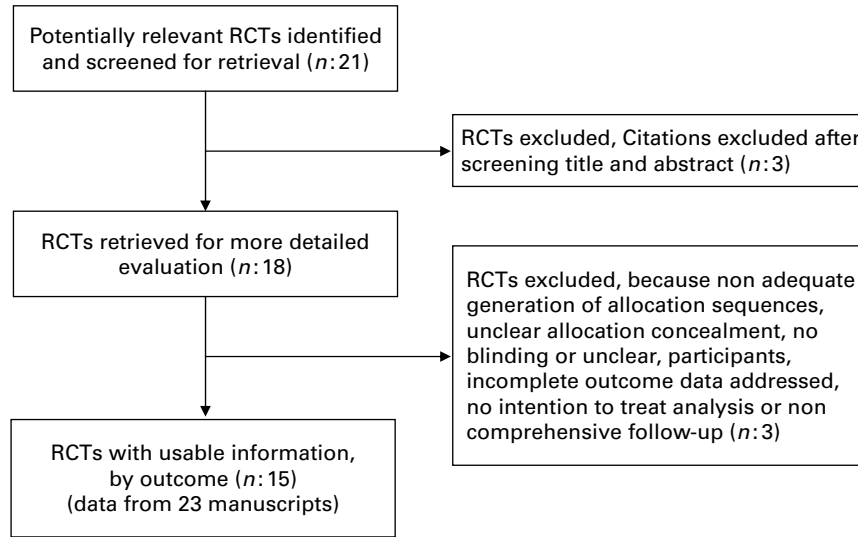 Potentially relevant RCTs identified
and screened for retrieval (n:21)
RCTs excluded, Citations excluded after
screening title and abstract (n:3)
RCTs retrieved for more detailed
evaluation (n:18)
RCTs excluded, because non adequate
generation of allocation sequences,
unclear allocation concealment, no
blinding or unclear, participants,
incomplete outcome data addressed,
no intention to treat analysis or non
comprehensive follow-up (n:3)
RCTs with usable information,
by outcome (n:15)
(data from 23 manuscripts)